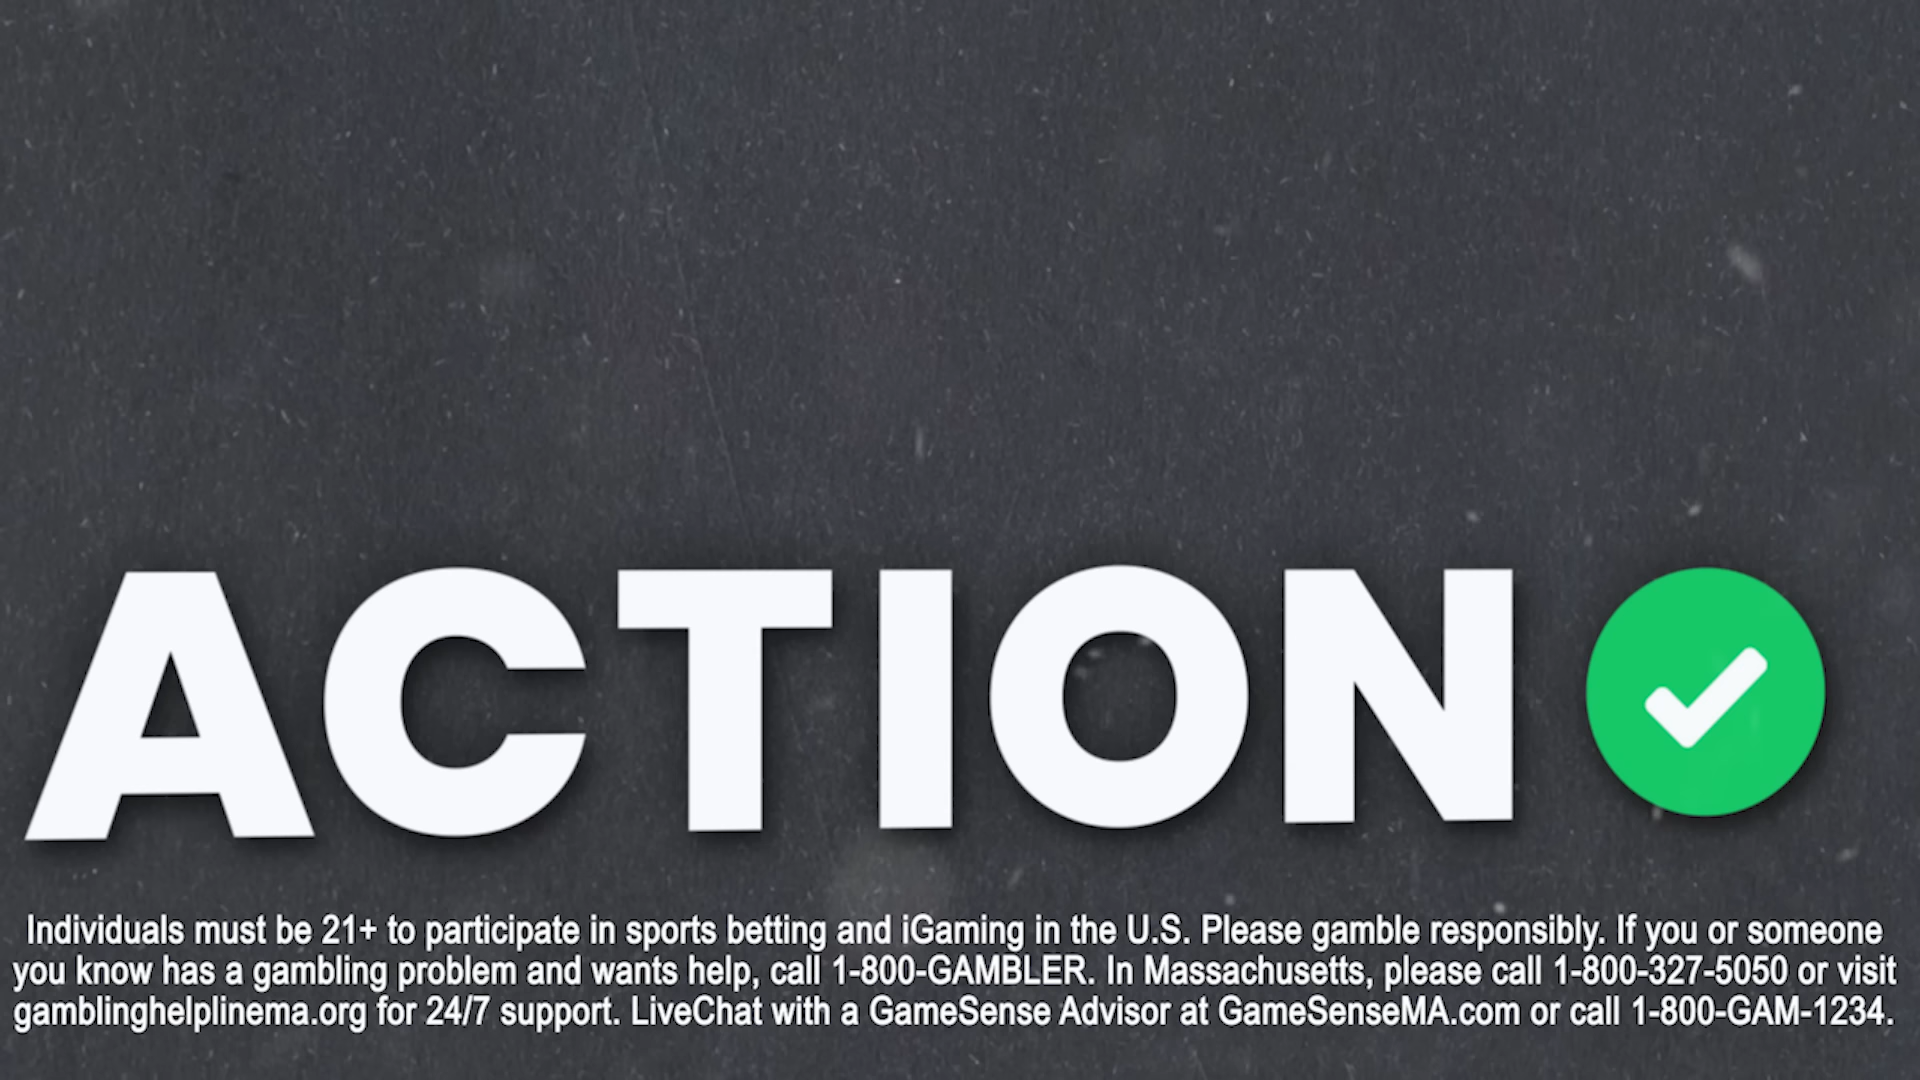 ACTION
Individuals must be 21+ to participate in sports betting and iGaming in the U.S. Please gamble responsibly. If you or someone
you know has a gambling problem and wants help, call 1-800-GAMBLER. In Massachusetts, please call 1-800-327-5050 or visit
gamblinghelplinema.org for 24/7 support. LiveChat with a GameSense Advisor at GameSenseMA.com or call 1-800-GAM-1234.